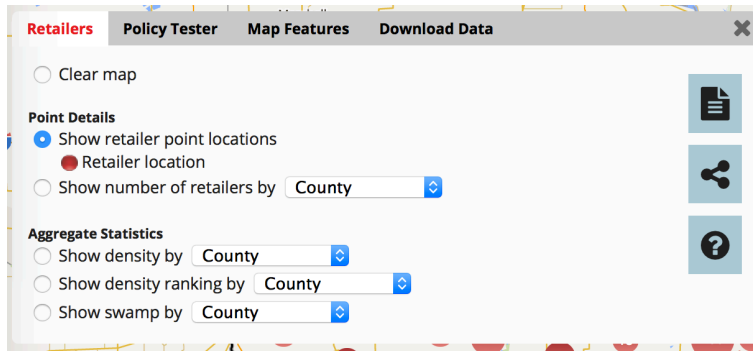 Retailers Policy Tester Map Features Download Data
Clear map
Point Details
Show retailer point locations
Retailer location
Show number of retailers by County
Aggregate Statistics
Show density by County
Show density ranking by County
Show swamp by County